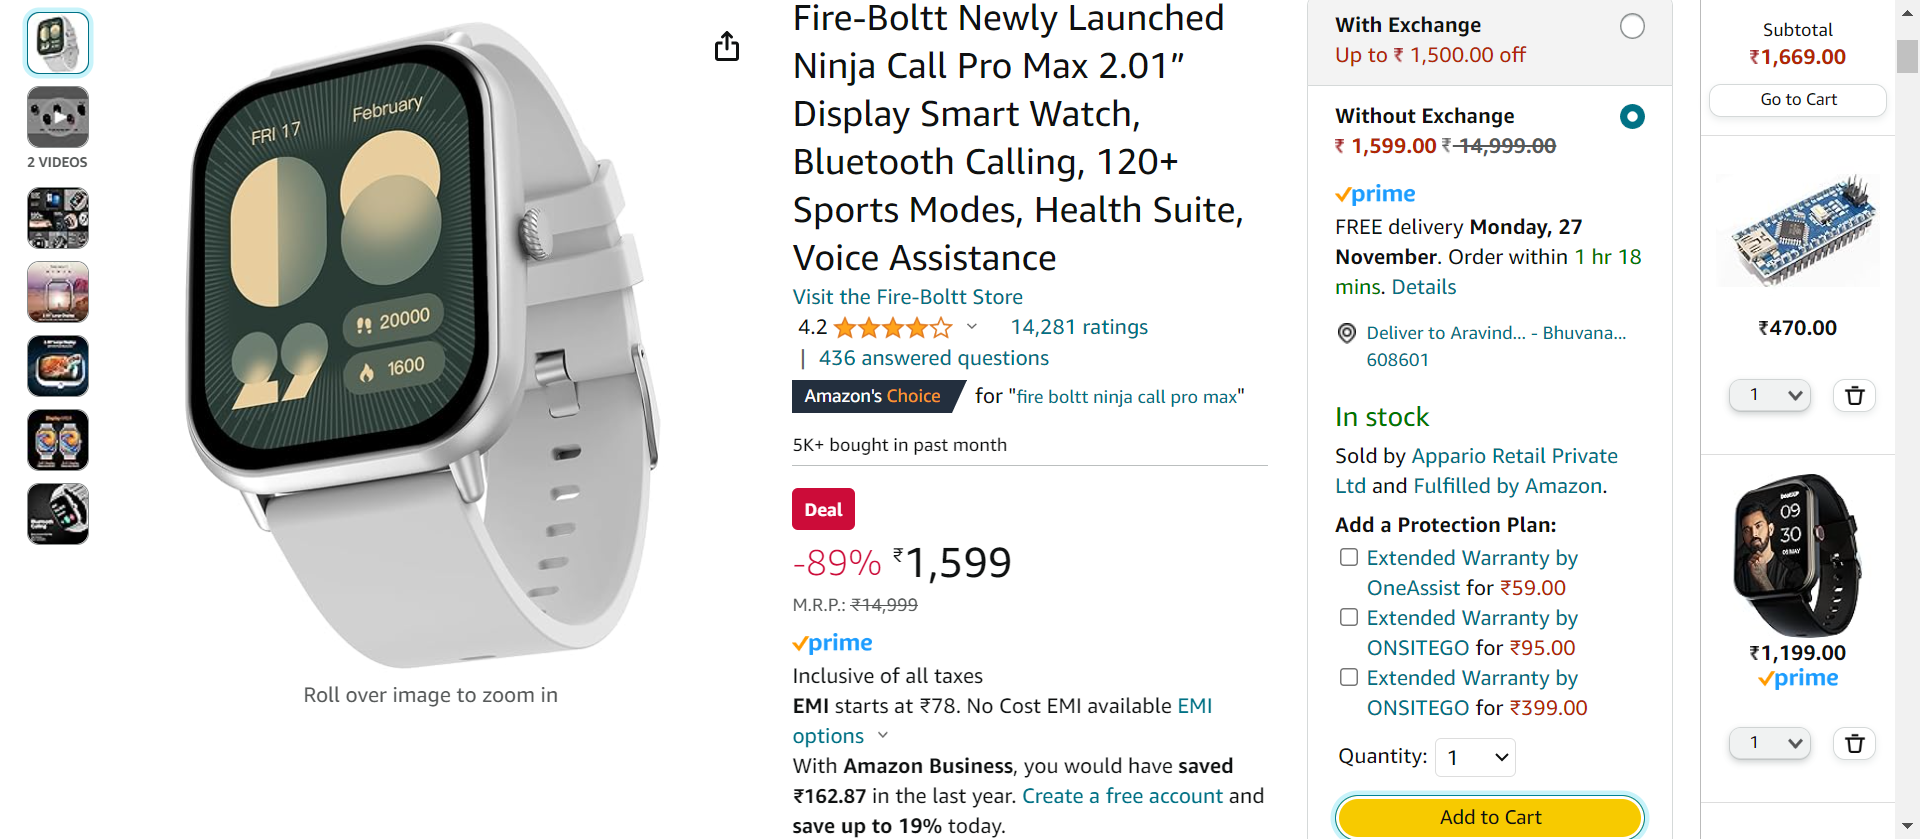 2 VIDEOS
FRI 17
February
20000
1600
Roll over image to zoom in
Fire-Boltt Newly Launched
Ninja Call Pro Max 2.01”
Display Smart Watch,
Bluetooth Calling, 120+
Sports Modes, Health Suite,
Voice Assistance
Visit the Fire-Boltt Store
4.2
14,281 ratings
| 436 answered questions
Amazon's Choice for "fire boltt ninja call pro max"
5K+ bought in past month
Deal
-89% ₹1,599
M.R.P.: ₹14,999
prime
Inclusive of all taxes
EMI starts at ₹78. No Cost EMI available EMI
options
With Amazon Business, you would have saved
₹162.87 in the last year. Create a free account and
save up to 19% today.
With Exchange
Up to ₹ 1,500.00 off
Without Exchange
₹ 1,599.00 ₹ 14,999.00
prime
FREE delivery Monday, 27
November. Order within 1 hr 18
mins. Details
Deliver to Aravind... - Bhuvana...
608601
In stock
Sold by Appario Retail Private
Ltd and Fulfilled by Amazon.
Add a Protection Plan:
Extended Warranty by
OneAssist for ₹59.00
Extended Warranty by
ONSITEGO for ₹95.00
Extended Warranty by
ONSITEGO for ₹399.00
Quantity: 1
Add to Cart
Subtotal
₹1,669.00
Go to Cart
₹470.00
1
09
30
₹1,199.00
prime
1